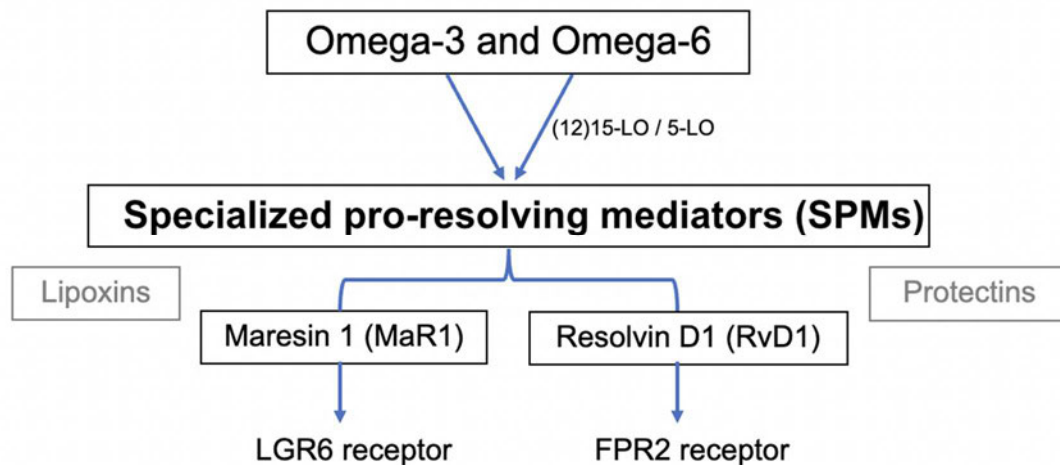 Omega-3 and Omega-6
(12)15-LO / 5-LO
Specialized pro-resolving mediators (SPMs)
Lipoxins
Protectins
Maresin 1 (MaR1)
Resolvin D1 (RvD1)
LGR6 receptor
FPR2 receptor